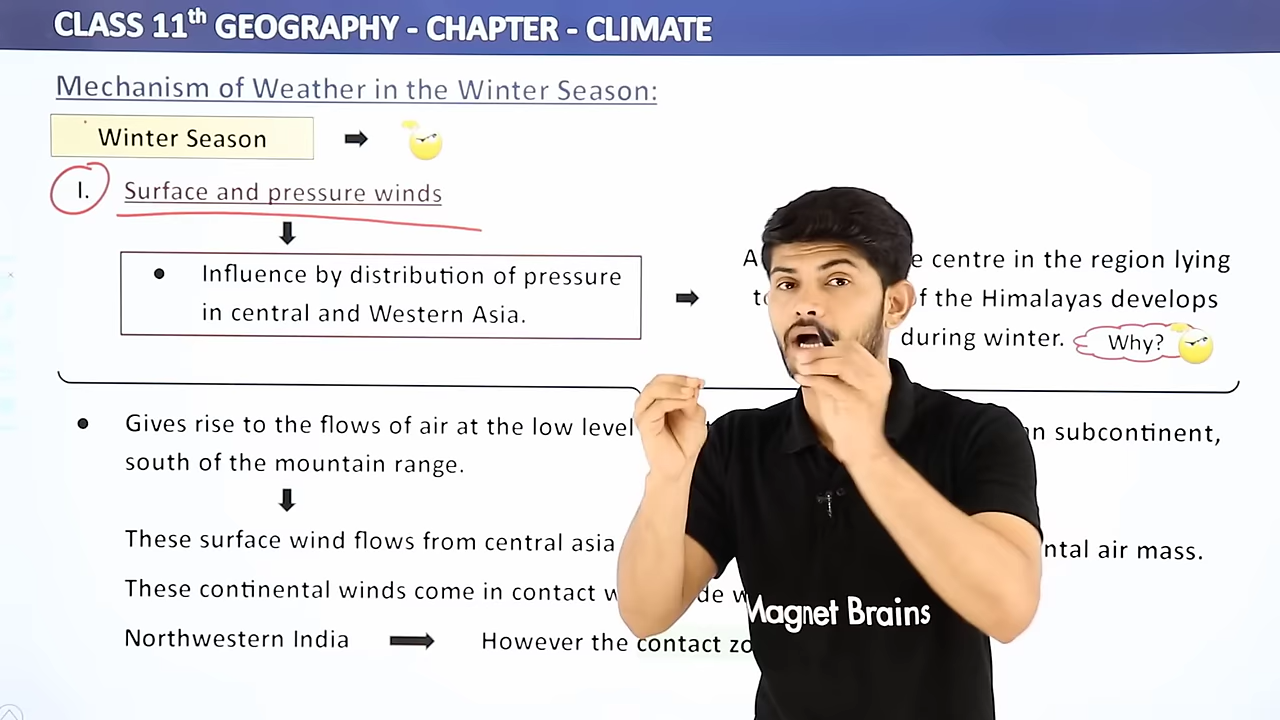 CLASS 11th GEOGRAPHY - CHAPTER - CLIMATE
Mechanism of Weather in the Winter Season:
Winter Season
I. Surface and pressure winds
• Influence by distribution of pressure
in central and Western Asia.
A centre in the region lying
of the Himalayas develops
during winter. Why?
• Gives rise to the flows of air at the low level subcontinent,
south of the mountain range.
These surface wind flows from central asia air mass.
These continental winds come in contact
Northwestern India However the contact
Magnet Brains